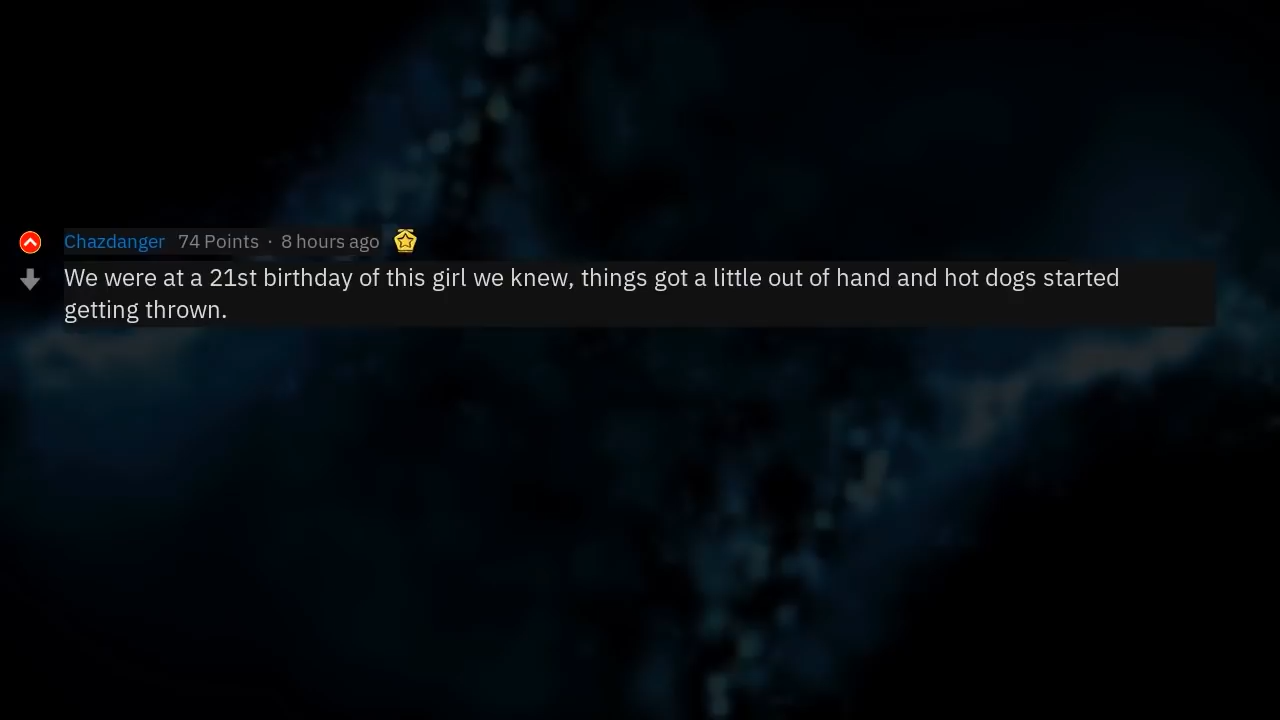 Chazdanger 74 Points · 8 hours ago
We were at a 21st birthday of this girl we knew, things got a little out of hand and hot dogs started
getting thrown.